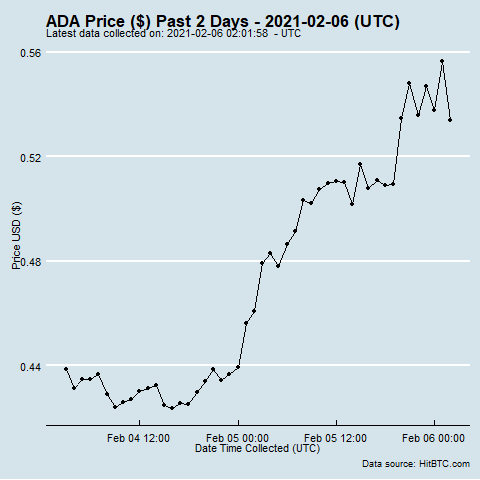 ADA Price ($) Past 2 Days - 2021-02-06 (UTC)
Latest data collected on: 2021-02-06 02:01:58  - UTC
0.56
0.52
0.48
0.44
Price USD ($)
Feb 04 12:00 Feb 05 00:00 Feb 05 12:00 Feb 06 00:00
Date Time Collected (UTC)
Data source: HitBTC.com